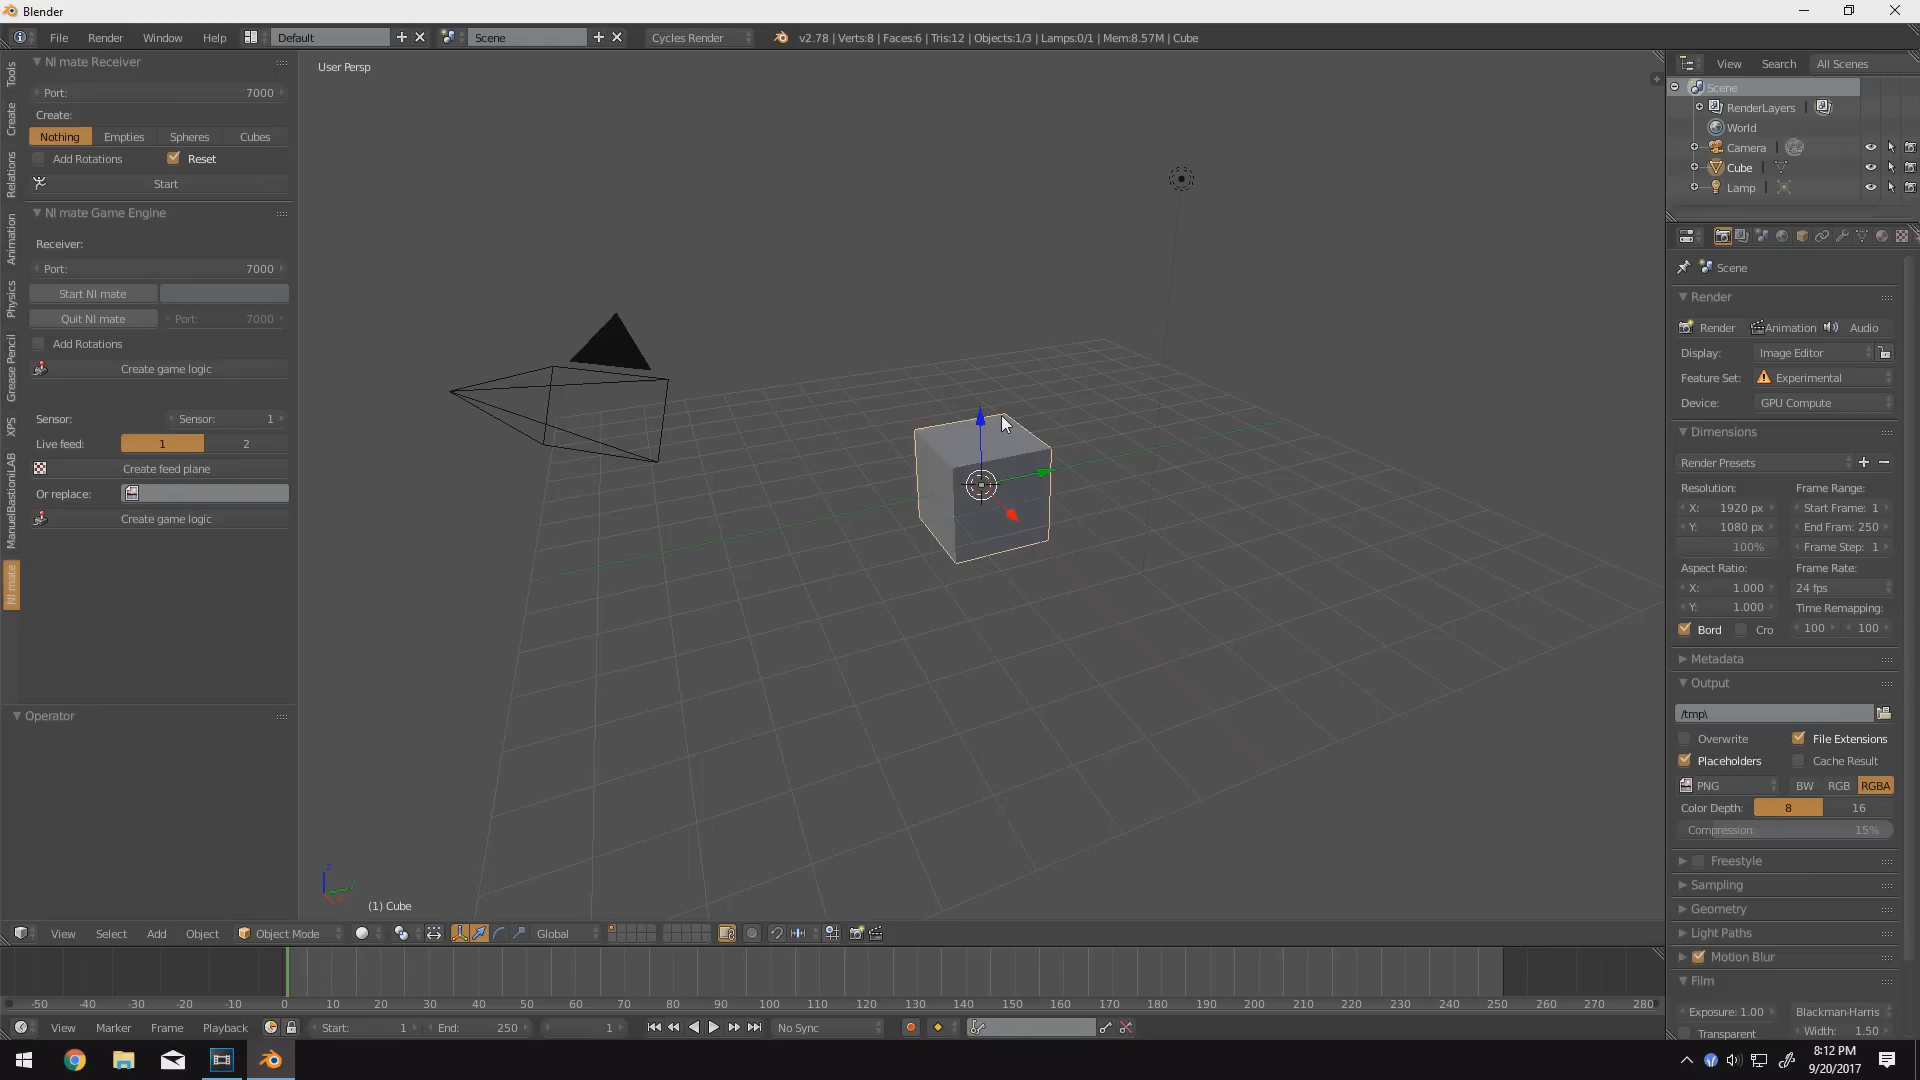 Blender
File Render Window Help Default Scene Cycles Render v2.78 | Verts:8 | Faces:6 | Tris:12 | Objects:1/3 | Lamps:0/1 | Mem:8.57M | Cube
Tools
Create
Relations
Animation
Physics
Grease Pencil
XPS
ManuelBastioniLAB
NI mate
NI mate Receiver
Port: 7000
Create:
Nothing Empties Spheres Cubes
Add Rotations Reset
Start
NI mate Game Engine
Receiver:
Port: 7000
Start NI mate
Quit NI mate Port: 7000
Add Rotations
Create game logic
Sensor: Sensor: 1
Live feed: 1 2
Create feed plane
Or replace:
Create game logic
Operator
User Persp
(1) Cube
View Select Add Object Object Mode Global
-50 -40 -30 -20 -10 0 10 20 30 40 50 60 70 80 90 100 110 120 130 140 150 160 170 180 190 200 210 220 230 240 250 260 270 280
View Marker Frame Playback Start: 1 End: 250 1 No Sync
View Search All Scenes
Scene
RenderLayers |
World
Camera |
Cube |
Lamp |
Scene
Render
Render Animation Audio
Display: Image Editor
Feature Set: Experimental
Device: GPU Compute
Dimensions
Render Presets
Resolution: Frame Range:
X: 1920 px Start Frame: 1
Y: 1080 px End Fram: 250
100% Frame Step: 1
Aspect Ratio: Frame Rate:
X: 1.000 24 fps
Y: 1.000 Time Remapping:
Bord Cro 100 100
Metadata
Output
/tmp\
Overwrite File Extensions
Placeholders Cache Result
PNG BW RGB RGBA
Color Depth: 8 16
Compression: 15%
Freestyle
Sampling
Geometry
Light Paths
Motion Blur
Film
Exposure: 1.00 Blackman-Harris
Transparent Width: 1.50
8:12 PM
9/20/2017